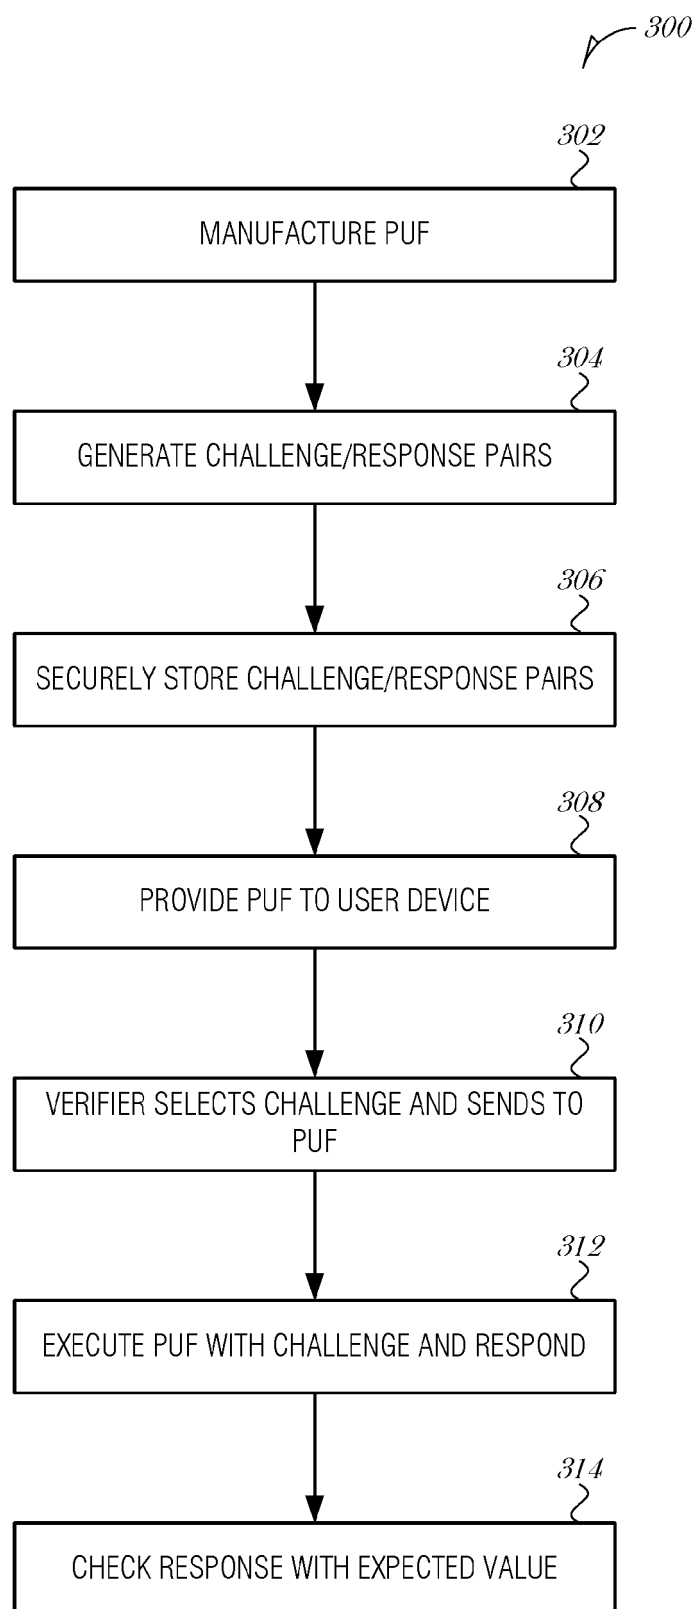 300
302
MANUFACTURE PUF
304
GENERATE CHALLENGE/RESPONSE PAIRS
306
SECURELY STORE CHALLENGE/RESPONSE PAIRS
308
PROVIDE PUF TO USER DEVICE
310
VERIFIER SELECTS CHALLENGE AND SENDS TO
PUF
312
EXECUTE PUF WITH CHALLENGE AND RESPOND
314
CHECK RESPONSE WITH EXPECTED VALUE